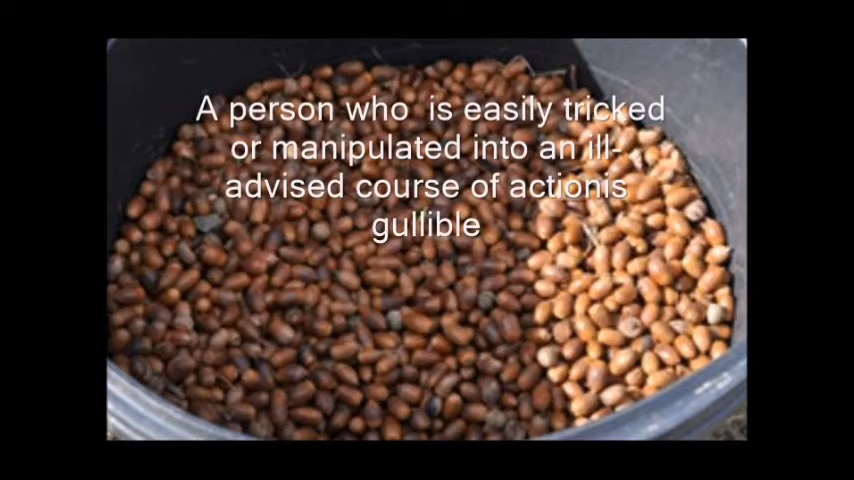 A person who  is easily tricked
or manipulated into an ill-
advised course of actionis
gullible